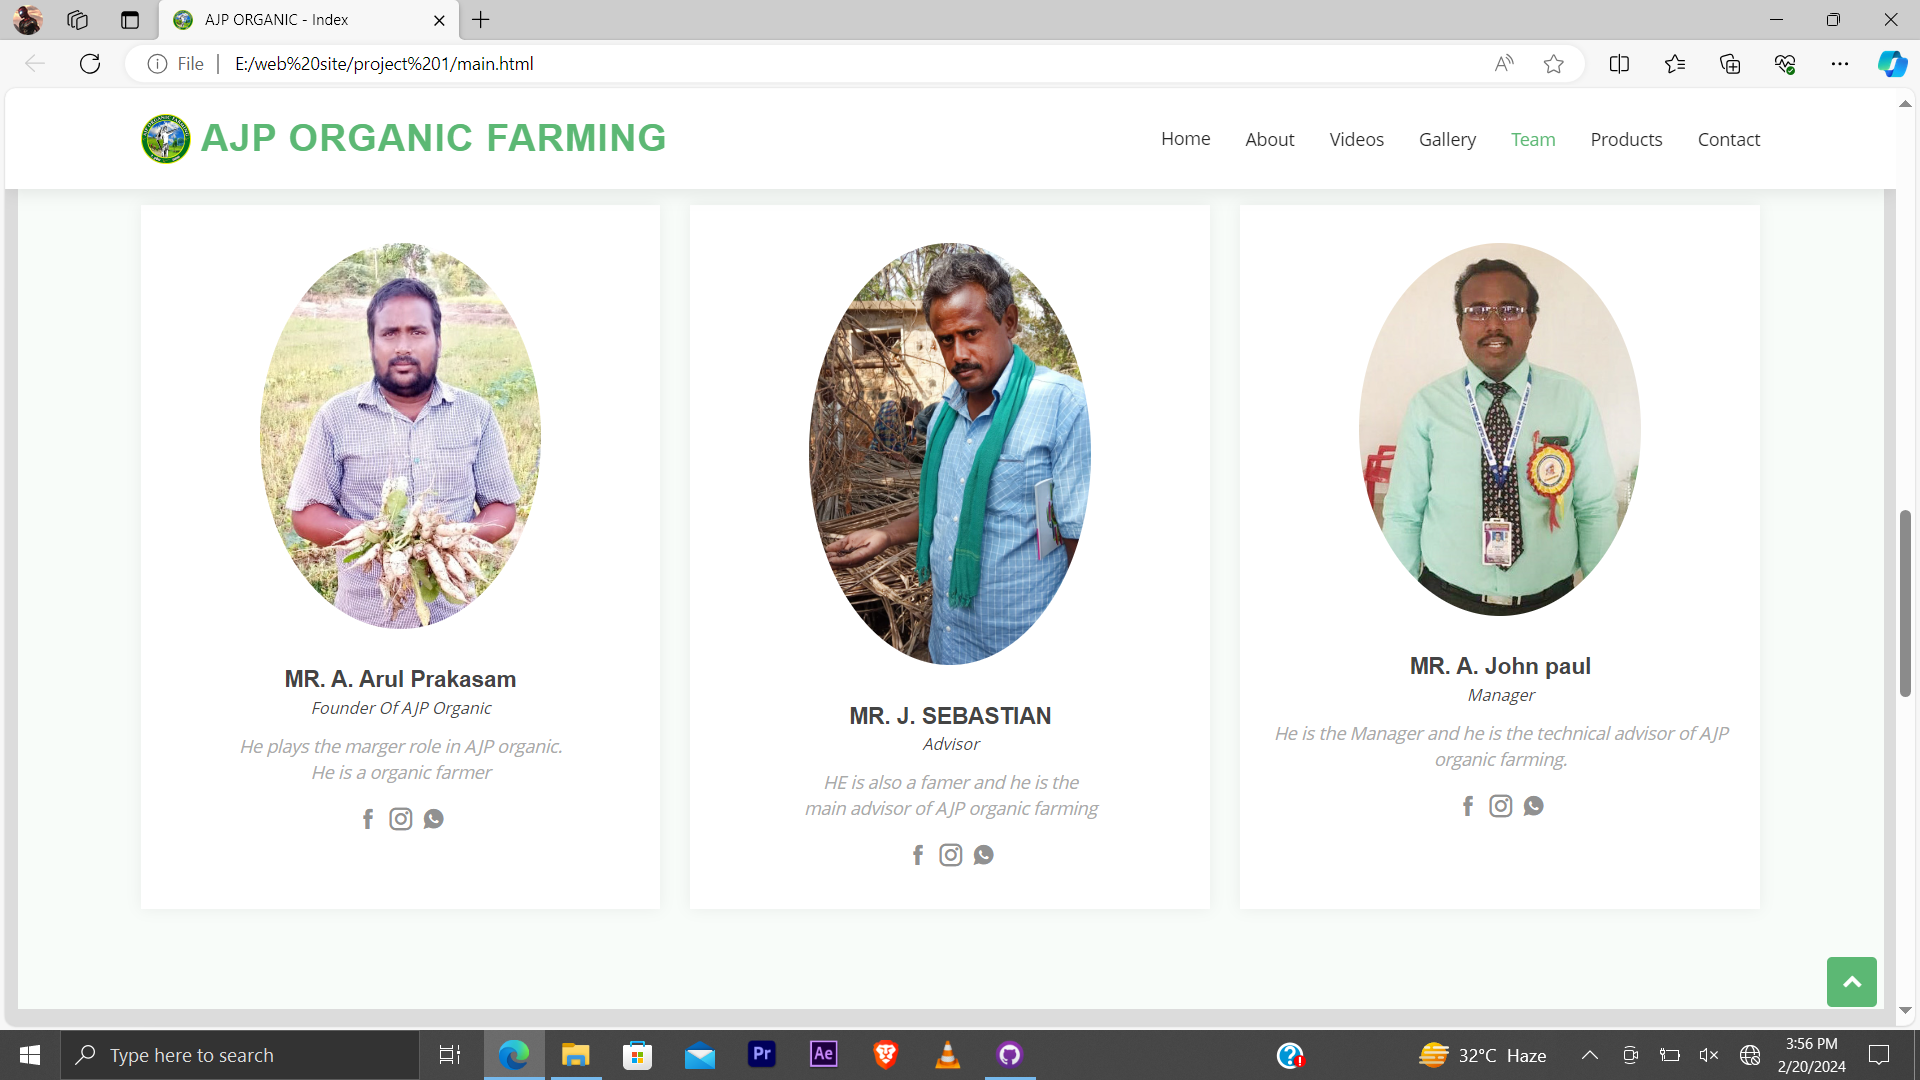 AJP ORGANIC - Index
File
E:/web%20site/project%201/main.html
AJP ORGANIC FARMING
Home
About
Videos
Gallery
Team
Products
Contact
MR. A. Arul Prakasam
Founder Of AJP Organic
He plays the marger role in AJP organic.
He is a organic farmer
MR. J. SEBASTIAN
Advisor
HE is also a famer and he is the
main advisor of AJP organic farming
MR. A. John paul
Manager
He is the Manager and he is the technical advisor of AJP
organic farming.
Type here to search
Pr
Ae
32°C Haze
3:56 PM
2/20/2024